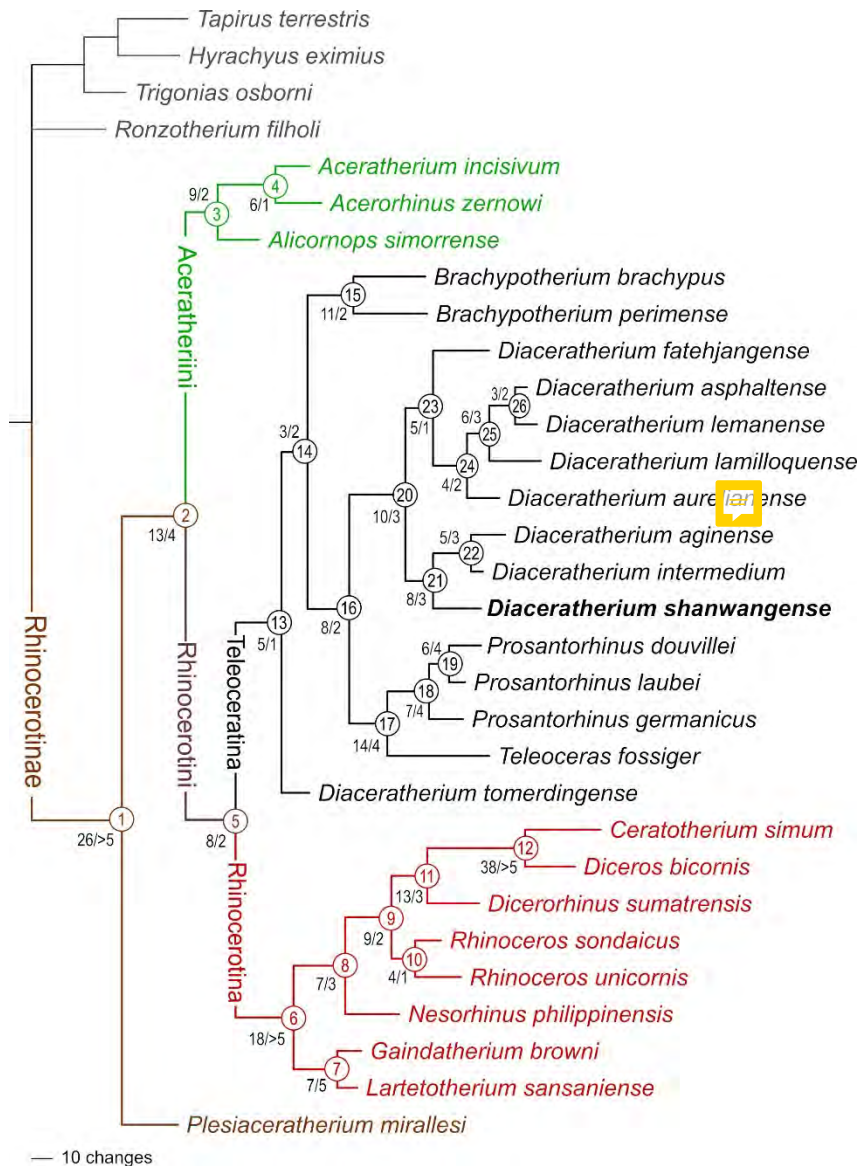 Tapirus terrestris
Hyrachyus eximius
Trigonias osborni
Ronzotherium filholi
Aceratherium incisivum
9/2
3
4
6/1
Acerorhinus zernowi
Alicornops simorrense
Aceratheriini
Brachypotherium brachypus
15
11/2
Brachypotherium perimense
Diaceratherium fatehjangense
Diaceratherium asphaltense
3/2
26
23
5/1
6/3
25
Diaceratherium lemanense
3/2
14
Diaceratherium lamilloquense
24
4/2
20
10/3
Diaceratherium aurelianense
2
13/4
Diaceratherium aginense
5/3
22
Diaceratherium intermedium
21
8/3
16
8/2
Diaceratherium shanwangense
13
5/1
Rhinocerotinae
Rhinocerotini
Teleoceratina
Prosantorhinus douvillei
6/4
19
Prosantorhinus laubei
18
7/4
Prosantorhinus germanicus
17
14/4
Teleoceras fossiger
Diaceratherium tomerdingense
1
26/>5
5
8/2
Ceratotherium simum
12
38/>5
Diceros bicornis
11
13/3
Dicerorhinus sumatrensis
9
9/2
Rhinoceros sondaicus
10
4/1
Rhinoceros unicornis
Rhinocerotina
8
7/3
Nesorhinus philippinensis
6
18/>5
Gaindatherium browni
7
7/5
Lartetotherium sansaniense
Plesiaceratherium mirallesi
10 changes